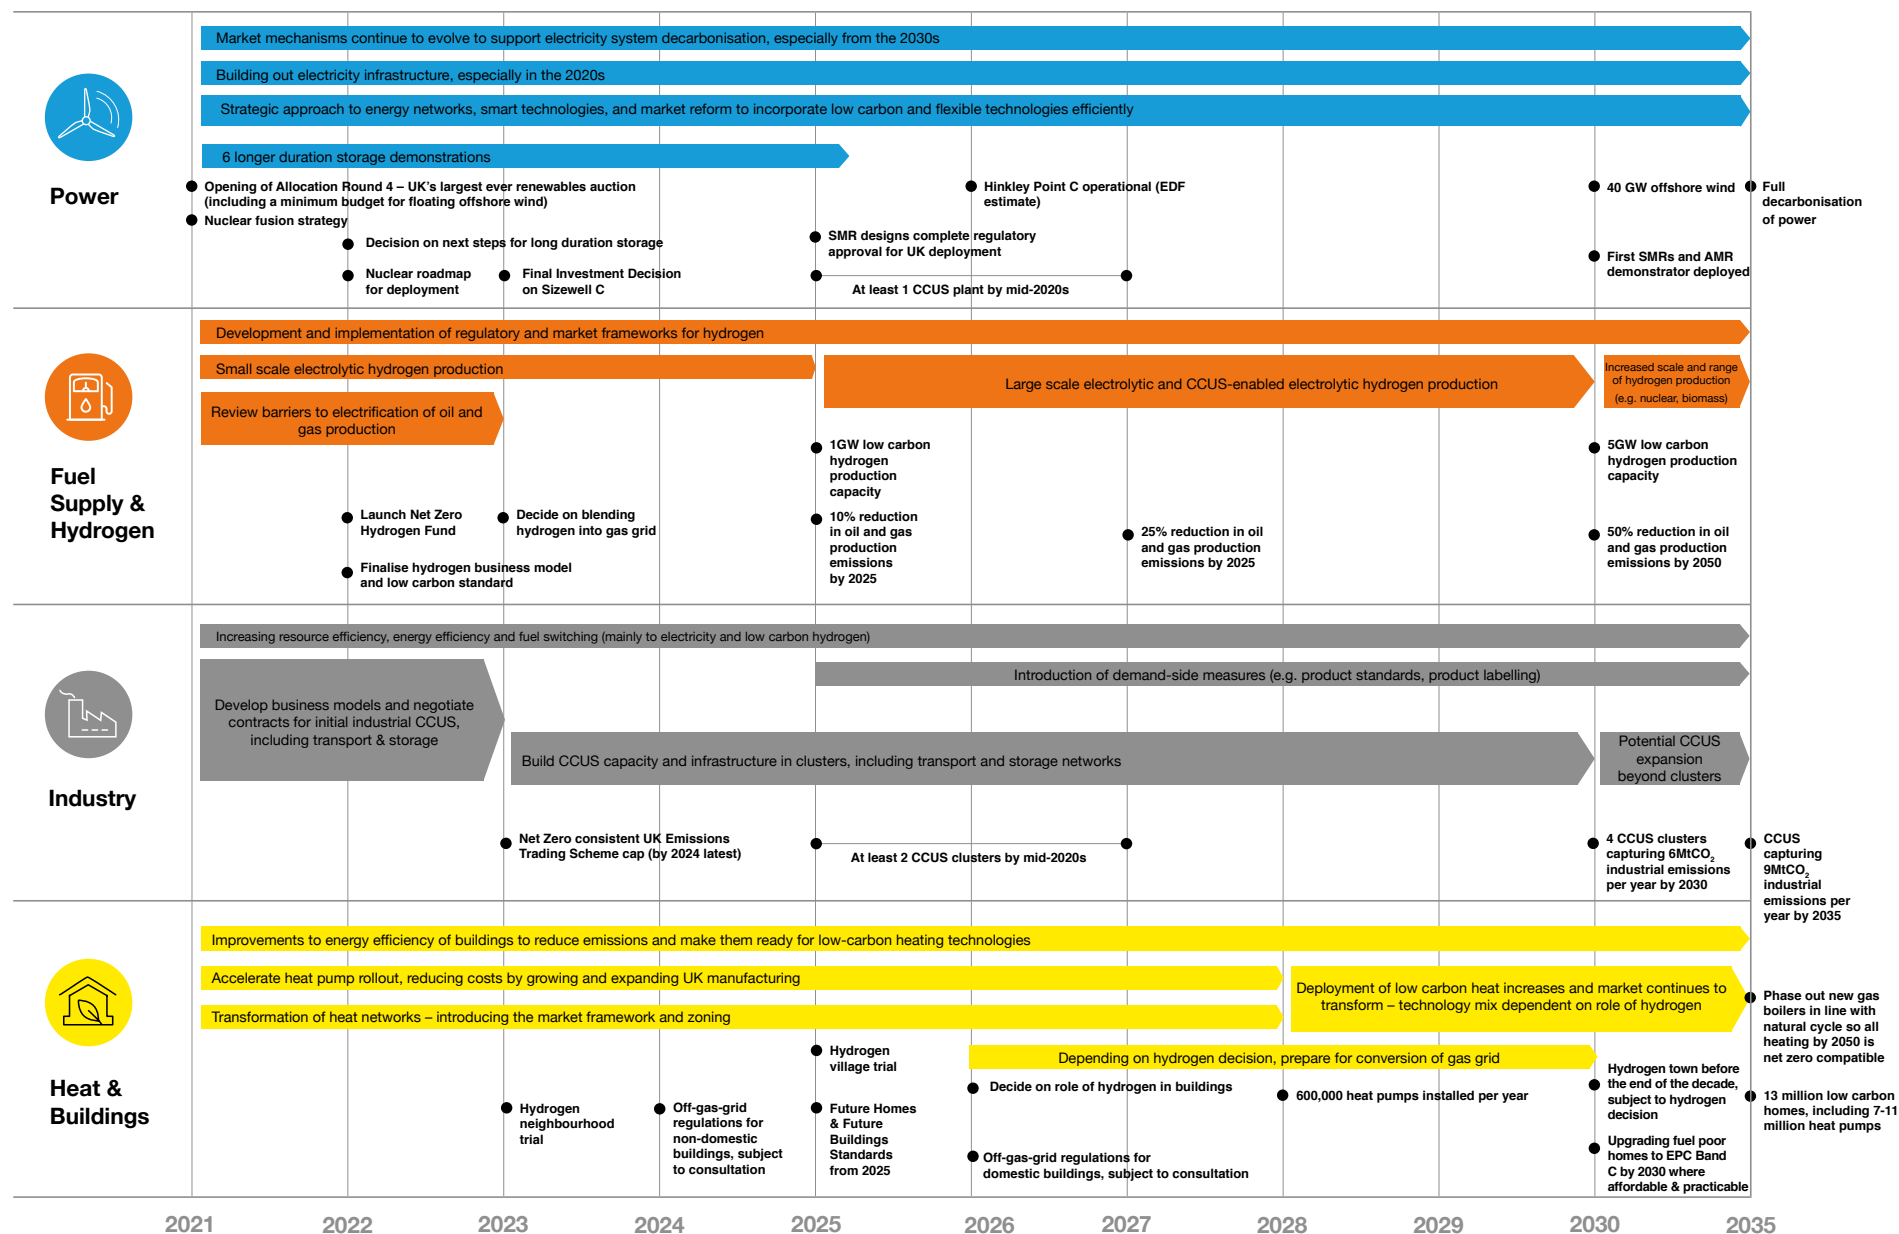 Market mechanisms continue to evolve to support electricity system decarbonisation, especially from the 2030s
Building out electricity infrastructure, especially in the 2020s
Strategic approach to energy networks, smart technologies, and market reform to incorporate low carbon and flexible technologies efficiently
6 longer duration storage demonstrations
Power
Opening of Allocation Round 4 – UK's largest ever renewables auction
(including a minimum budget for floating offshore wind)
Nuclear fusion strategy
Decision on next steps for long duration storage
Nuclear roadmap
for deployment
Final Investment Decision
on Sizewell C
Hinkley Point C operational (EDF
estimate)
SMR designs complete regulatory
approval for UK deployment
At least 1 CCUS plant by mid-2020s
40 GW offshore wind
First SMRs and AMR
demonstrator deployed
Full
decarbonisation
of power
Development and implementation of regulatory and market frameworks for hydrogen
Small scale electrolytic hydrogen production
Large scale electrolytic and CCUS-enabled electrolytic hydrogen production
Increased scale and range
of hydrogen production
(e.g. nuclear, biomass)
Review barriers to electrification of oil and
gas production
Fuel
Supply &
Hydrogen
Launch Net Zero
Hydrogen Fund
Finalise hydrogen business model
and low carbon standard
Decide on blending
hydrogen into gas grid
1GW low carbon
hydrogen
production
capacity
10% reduction
in oil and gas
production
emissions
by 2025
25% reduction in oil
and gas production
emissions by 2025
5GW low carbon
hydrogen production
capacity
50% reduction in oil
and gas production
emissions by 2050
Increasing resource efficiency, energy efficiency and fuel switching (mainly to electricity and low carbon hydrogen)
Introduction of demand-side measures (e.g. product standards, product labelling)
Develop business models and negotiate
contracts for initial industrial CCUS,
including transport & storage
Build CCUS capacity and infrastructure in clusters, including transport and storage networks
Potential CCUS
expansion
beyond clusters
Industry
Net Zero consistent UK Emissions
Trading Scheme cap (by 2024 latest)
At least 2 CCUS clusters by mid-2020s
4 CCUS clusters
capturing 6MtCO₂
industrial emissions
per year by 2030
CCUS
capturing
9MtCO₂
industrial
emissions per
year by 2035
Improvements to energy efficiency of buildings to reduce emissions and make them ready for low-carbon heating technologies
Accelerate heat pump rollout, reducing costs by growing and expanding UK manufacturing
Transformation of heat networks – introducing the market framework and zoning
Deployment of low carbon heat increases and market continues to
transform – technology mix dependent on role of hydrogen
Depending on hydrogen decision, prepare for conversion of gas grid
Heat &
Buildings
Hydrogen
neighbourhood
trial
Off-gas-grid
regulations for
non-domestic
buildings, subject
to consultation
Hydrogen
village trial
Future Homes
& Future
Buildings
Standards
from 2025
Decide on role of hydrogen in buildings
Off-gas-grid regulations for
domestic buildings, subject to consultation
600,000 heat pumps installed per year
Hydrogen town before
the end of the decade,
subject to hydrogen
decision
Upgrading fuel poor
homes to EPC Band
C by 2030 where
affordable & practicable
Phase out new gas
boilers in line with
natural cycle so all
heating by 2050 is
net zero compatible
13 million low carbon
homes, including 7-11
million heat pumps
2021 2022 2023 2024 2025 2026 2027 2028 2029 2030 2035